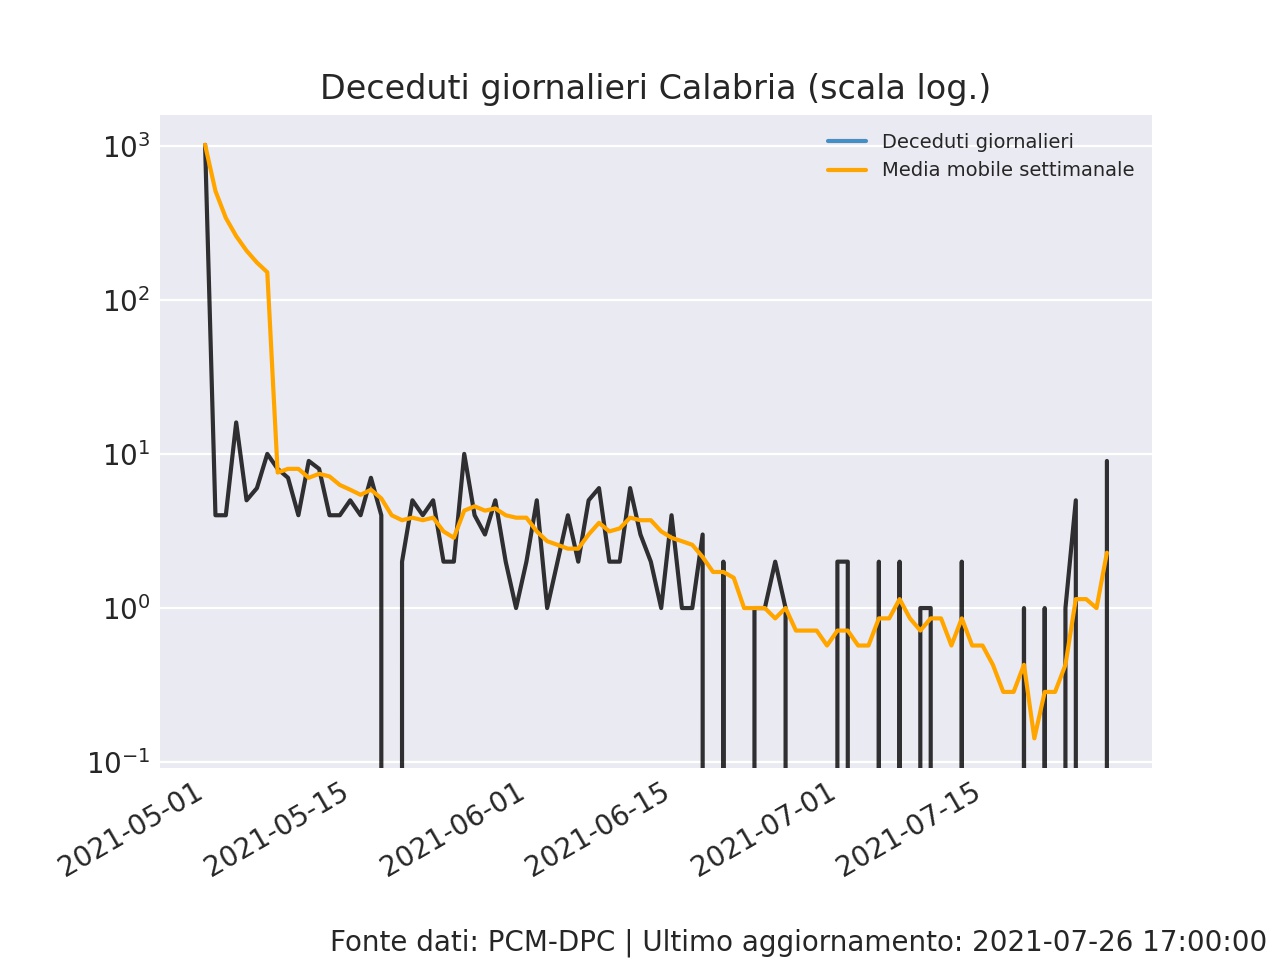 Deceduti giornalieri Calabria (scala log.)
Deceduti giornalieri
Media mobile settimanale
10³
10²
10¹
10⁰
10⁻¹
2021-05-01
2021-05-15
2021-06-01
2021-06-15
2021-07-01
2021-07-15
Fonte dati: PCM-DPC | Ultimo aggiornamento: 2021-07-26 17:00:00